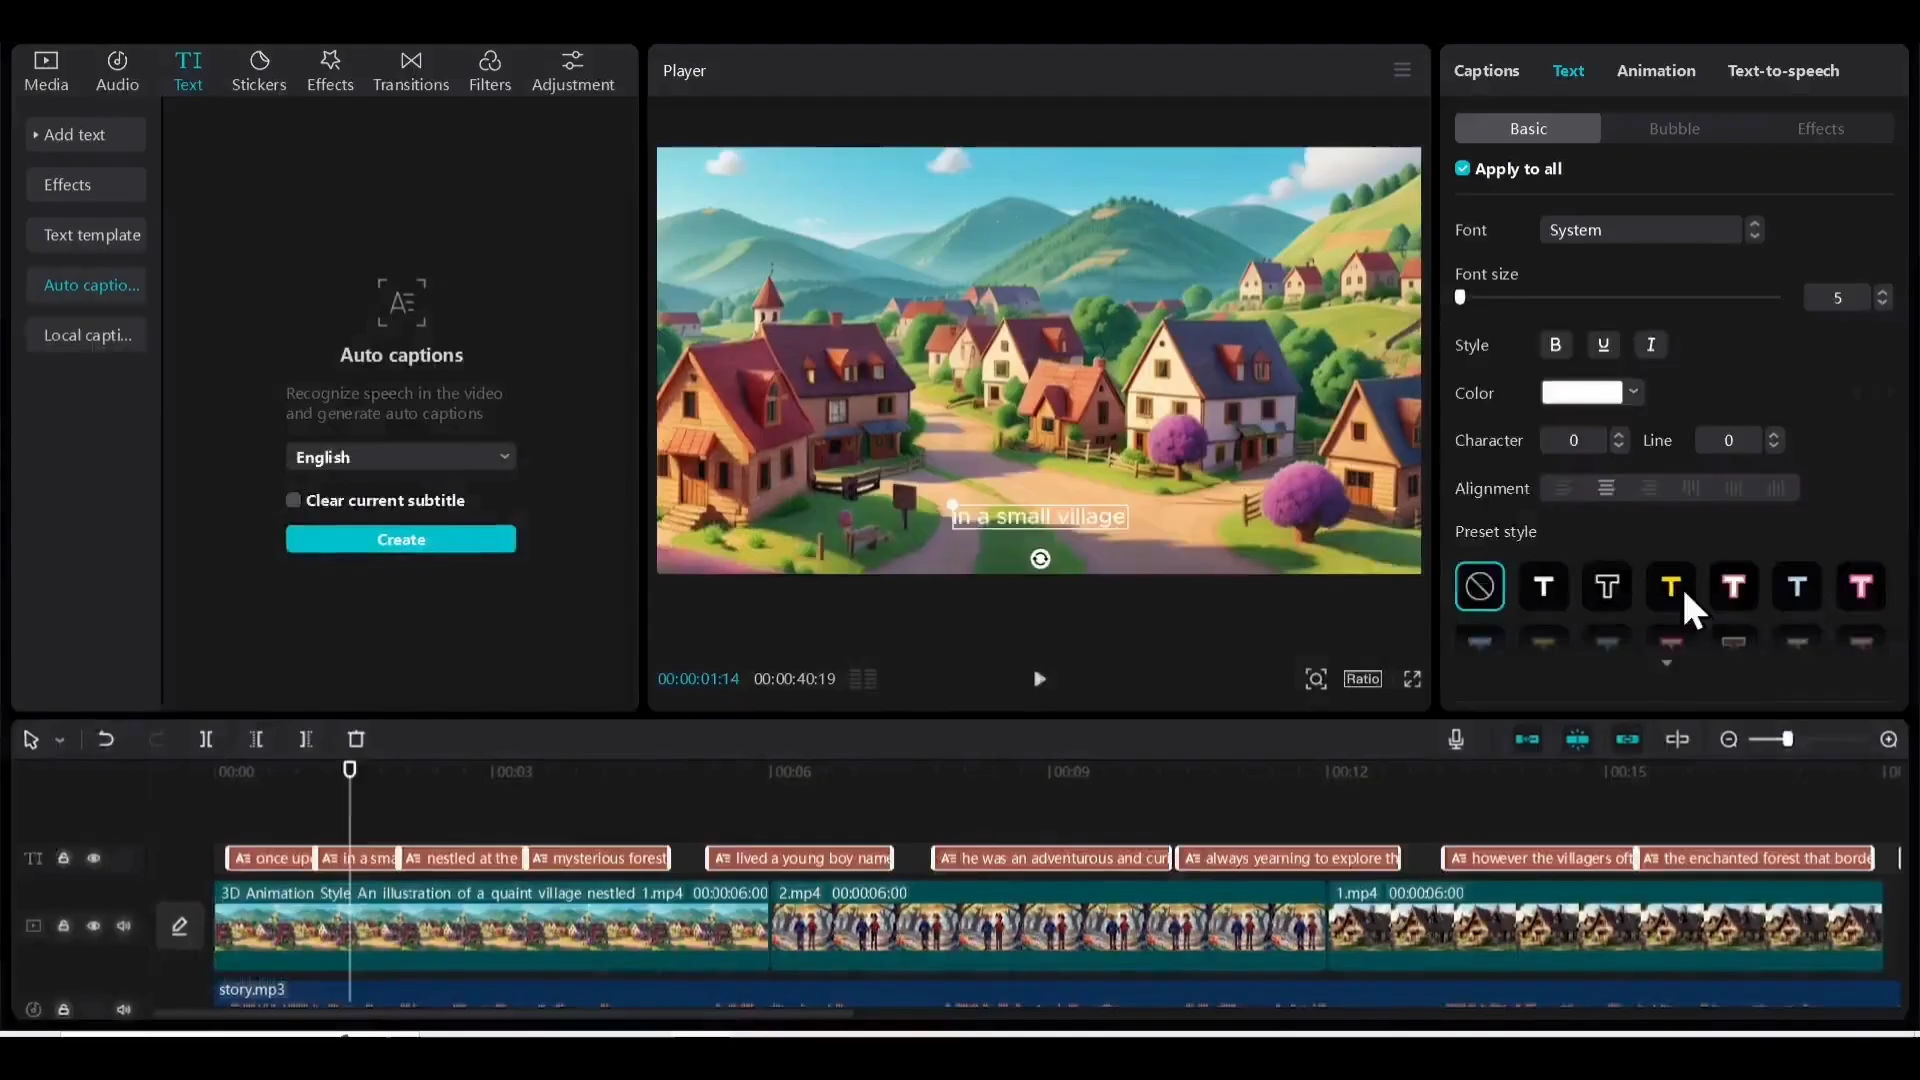 Media Audio Text Stickers Effects Transitions Filters Adjustment
Add text
Effects
Text template
Auto captio...
Local capti...
Auto captions
Recognize speech in the video
and generate auto captions
English
Clear current subtitle
Create
Player
in a small village
00:00:01:14 00:00:40:19
Ratio
Captions Text Animation Text-to-speech
Basic Bubble Effects
Apply to all
Font System
Font size
5
Style B U I
Color
Character 0 Line 0
Alignment
Preset style
00:00 00:03 00:06 00:09 00:12 00:15
once up in a sma nestled at the mysterious forest lived a young boy name he was an adventurous and curi always yearning to explore th however the villagers oft the enchanted forest that borde
3D Animation Style An illustration of a quaint village nestled 1.mp4 00:00:06:00 2.mp4 00:00:06:00 1.mp4 00:00:06:00
story.mp3